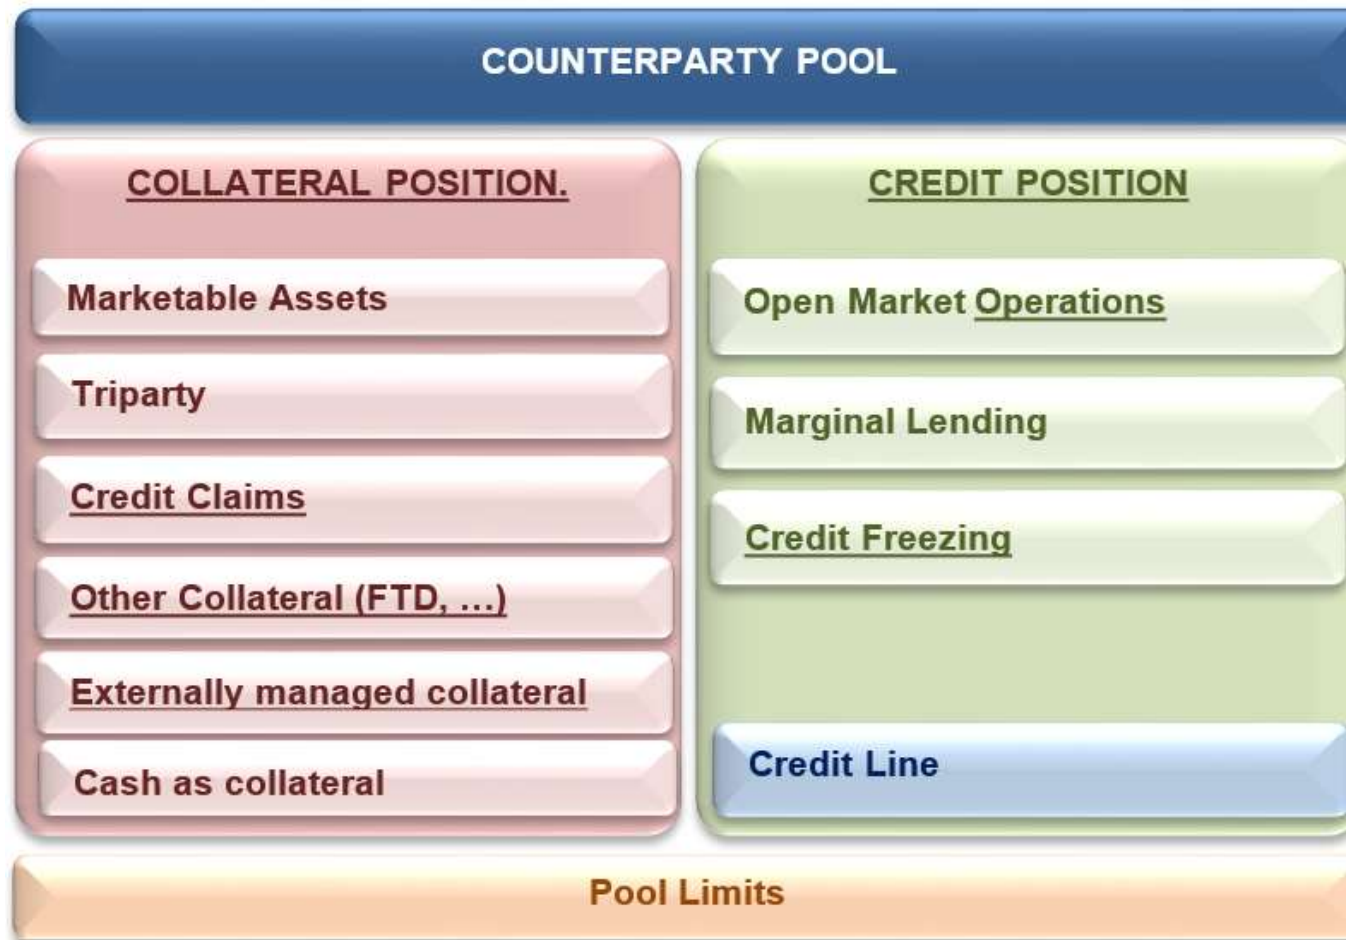 COUNTERPARTY POOL
COLLATERAL POSITION.
Marketable Assets
Triparty
Credit Claims
Other Collateral (FTD, ...)
Externally managed collateral
Cash as collateral
CREDIT POSITION
Open Market Operations
Marginal Lending
Credit Freezing
Credit Line
Pool Limits